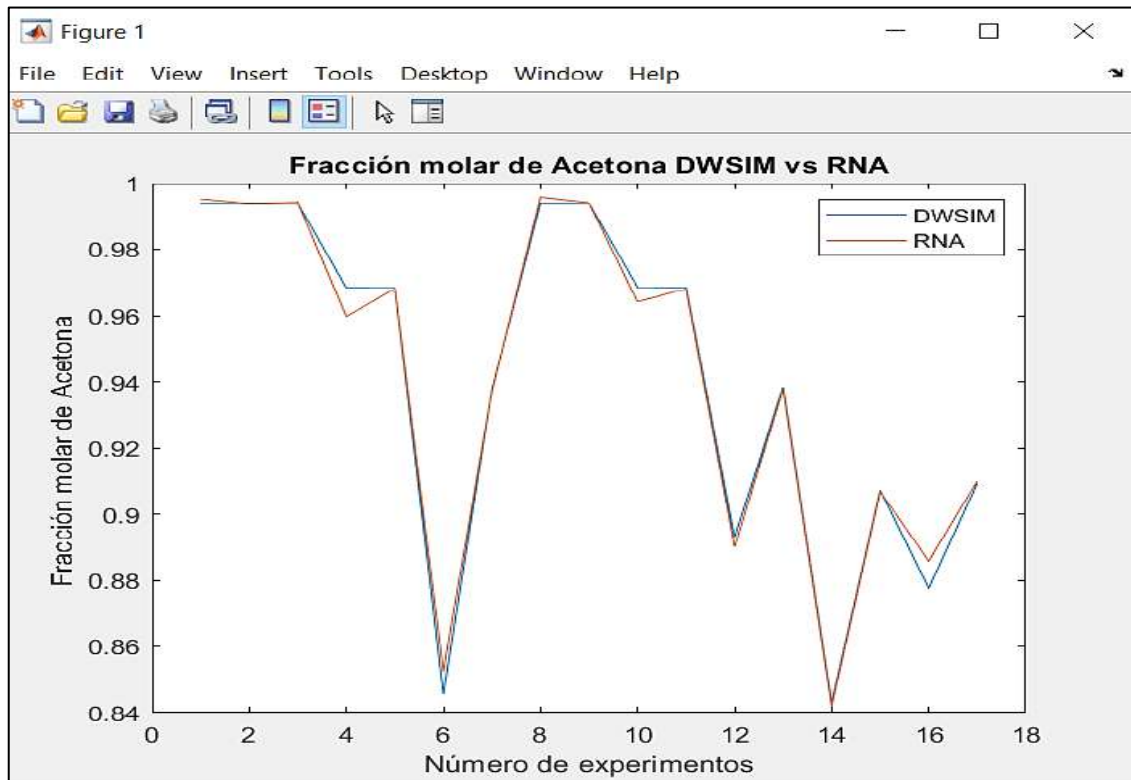 Figure 1
File Edit View Insert Tools Desktop Window Help
Fracción molar de Acetona DWSIM vs RNA
DWSIM
RNA
Fracción molar de Acetona
1
0.98
0.96
0.94
0.92
0.9
0.88
0.86
0.84
0 2 4 6 8 10 12 14 16 18
Número de experimentos